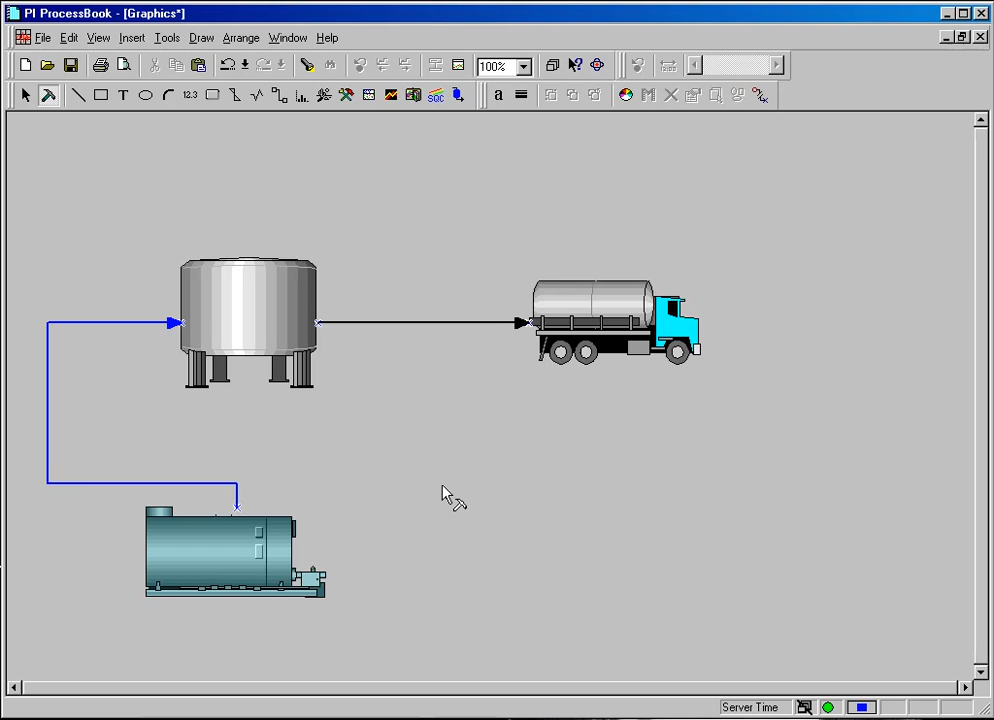 PI ProcessBook - [Graphics*]
File Edit View Insert Tools Draw Arrange Window Help
100%
T 12.3 SQC a
Server Time